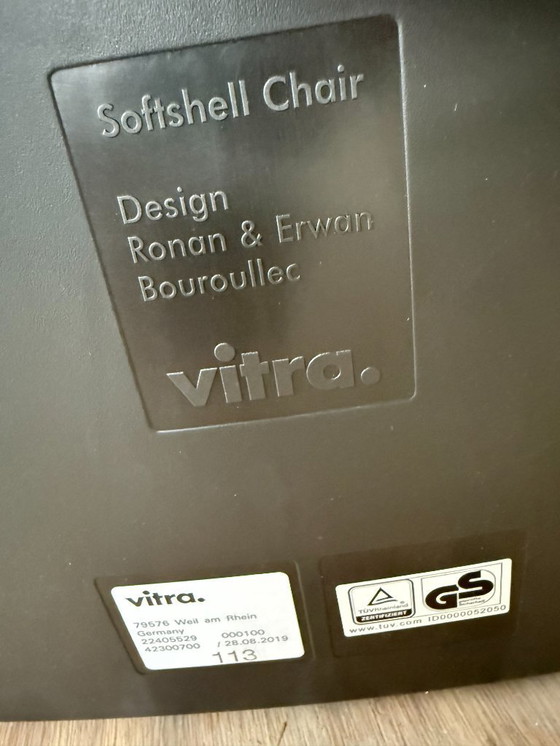 Softshell Chair
Design
Ronan & Erwan
Bouroullec
vitra.
vitra.
79576 Weil am Rhein
Germany
22405529 000100
42300700 / 28.08.2019
113
TÜVRheinland
ZERTIFIZIERT
GS
www.tuv.com ID0000052050